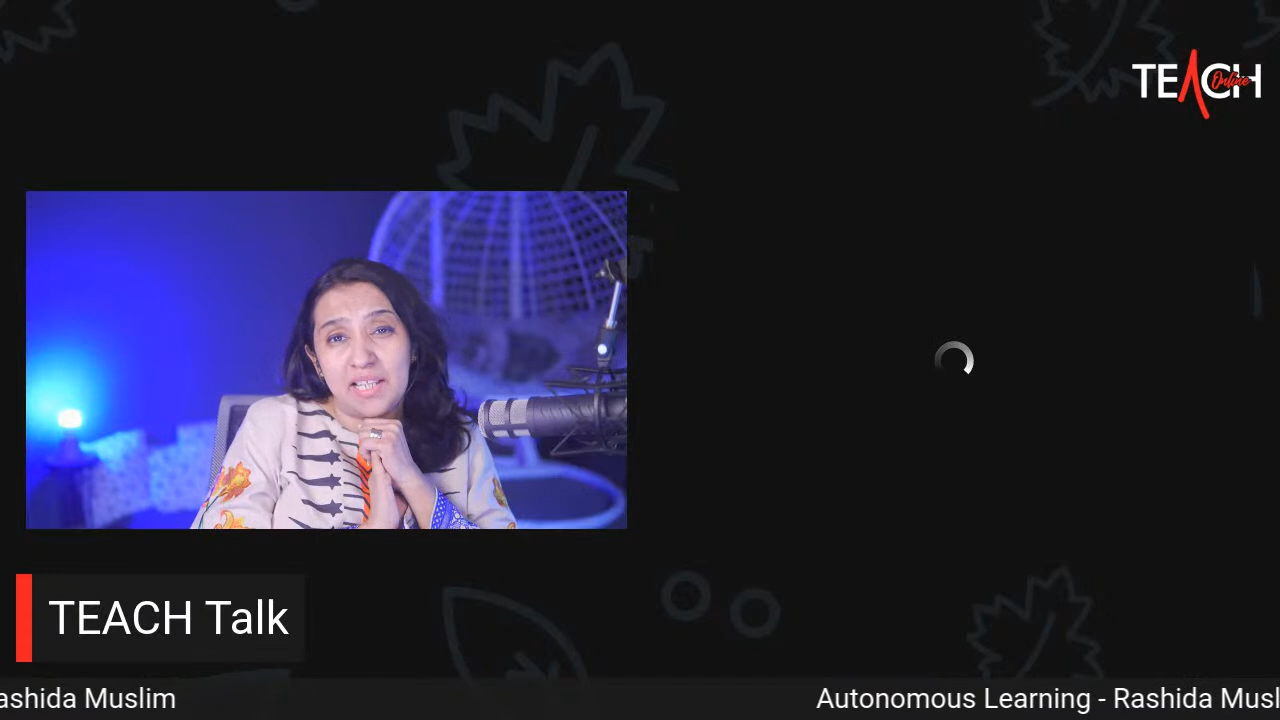 TEACH
Online
TEACH Talk
ashida Muslim
Autonomous Learning - Rashida Musl